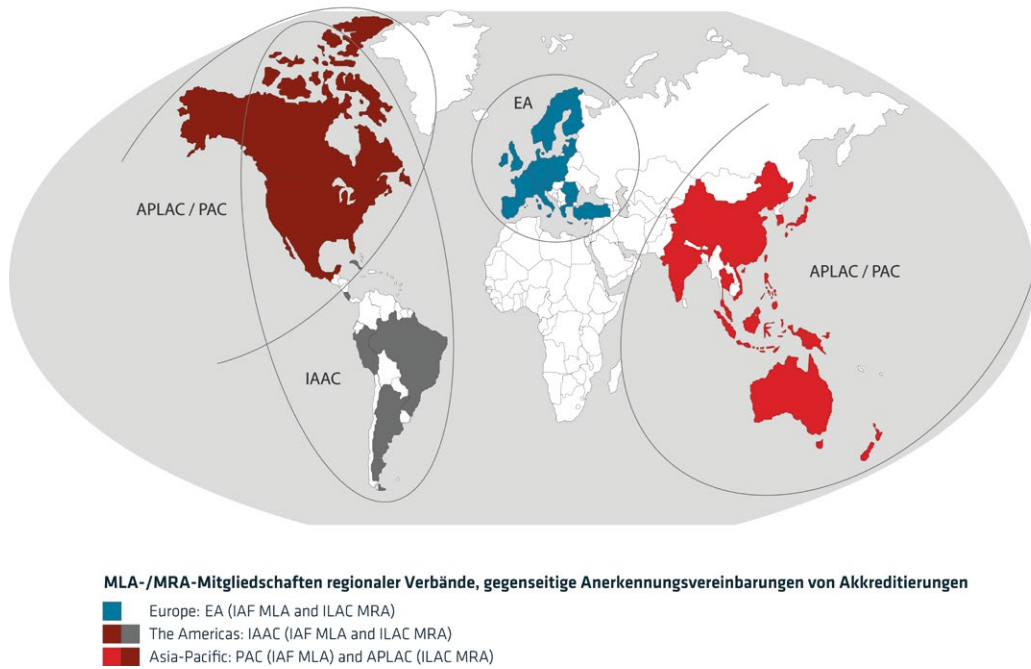 EA
APLAC / PAC
APLAC / PAC
IAAC
MLA-/MRA-Mitgliedschaften regionaler Verbände, gegenseitige Anerkennungsvereinbarungen von Akkreditierungen
Europe: EA (IAF MLA and ILAC MRA)
The Americas: IAAC (IAF MLA and ILAC MRA)
Asia-Pacific: PAC (IAF MLA) and APLAC (ILAC MRA)